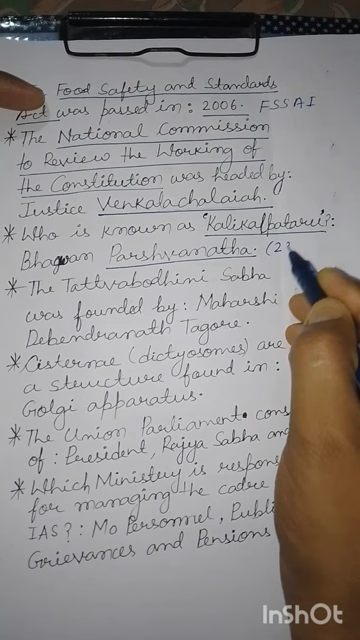 Food Safety and Standards
Act was passed in: 2006. FSSAI
* The National Commission
to Review the Working of
the Constitution was headed by:
Justice Venkalachalaiah.
* Who is known as 'Kalikalpataru'?:
Bhagwan Parshvanatha. (23
* The Tattvabodhini Sabha
was founded by: Maharshi
Debendranath Tagore.
* Cisternae (dictyosomes) are
a structure found in:
Golgi apparatus.
* The Union Parliament cons
of: President, Rajya Sabha and
* Which Ministry is respons
for managing the cadre
IAS?: Mo Personnel, Publi
Grievances and Pensions
InShOt